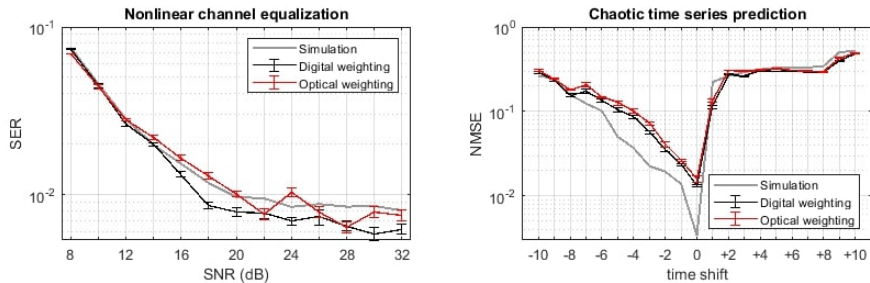 Nonlinear channel equalization
10^-1
10^-2
SER
8 12 16 20 24 28 32
SNR (dB)
Simulation
Digital weighting
Optical weighting
Chaotic time series prediction
10^0
10^-1
10^-2
NMSE
-10 -8 -6 -4 -2 0 +2 +4 +6 +8 +10
time shift
Simulation
Digital weighting
Optical weighting